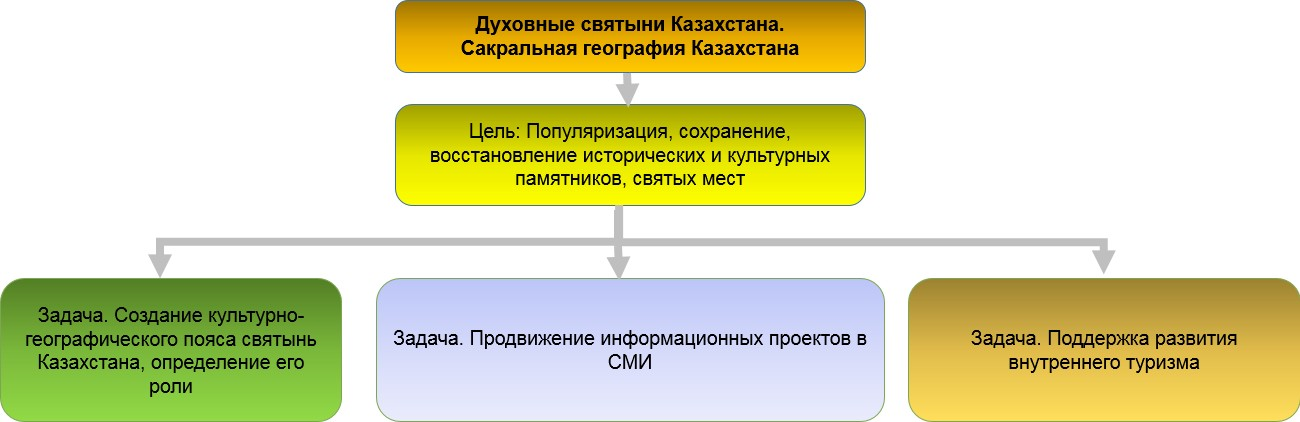 Духовные святыни Казахстана.
Сакральная география Казахстана
Цель: Популяризация, сохранение,
восстановление исторических и культурных
памятников, святых мест
Задача. Создание культурно-
географического пояса святынь
Казахстана, определение его
роли
Задача. Продвижение информационных проектов в
СМИ
Задача. Поддержка развития
внутреннего туризма